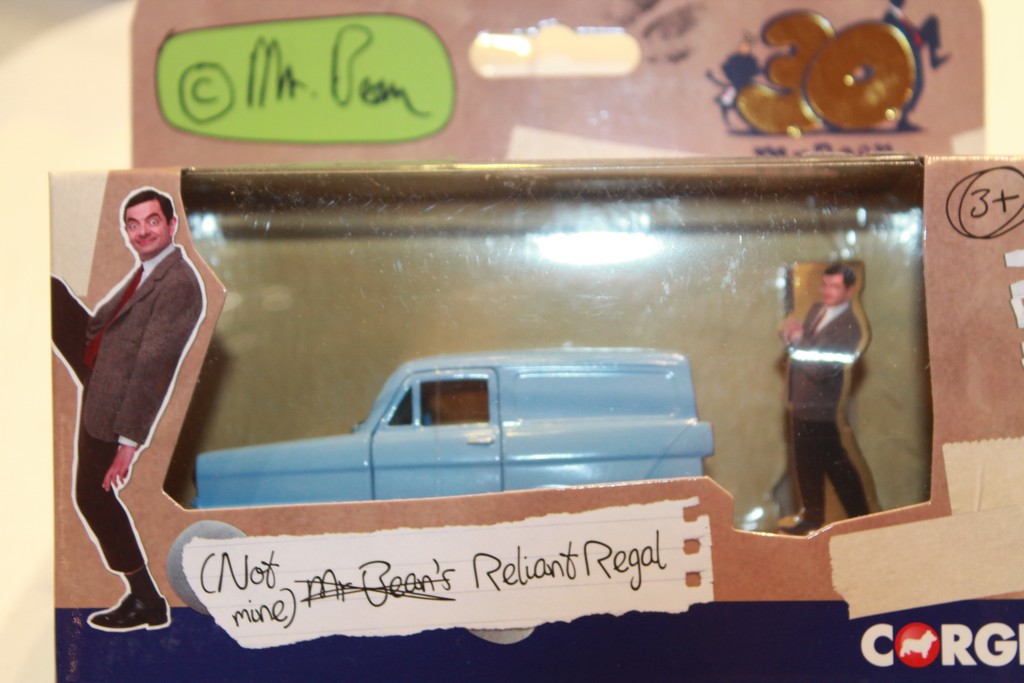 © Mr. Bean
30
3+
(Not mine) Mr Bean's Reliant Regal
CORGI